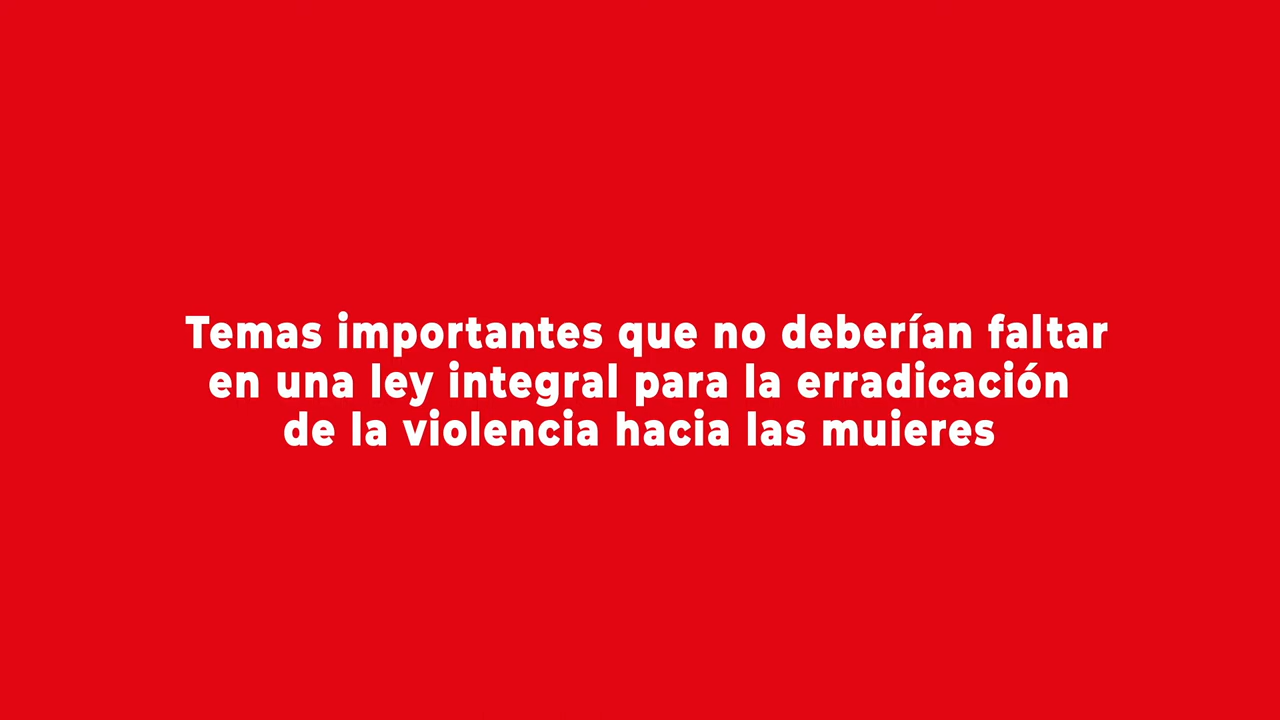 Temas importantes que no deberían faltar
en una ley integral para la erradicación
de la violencia hacia las muieres